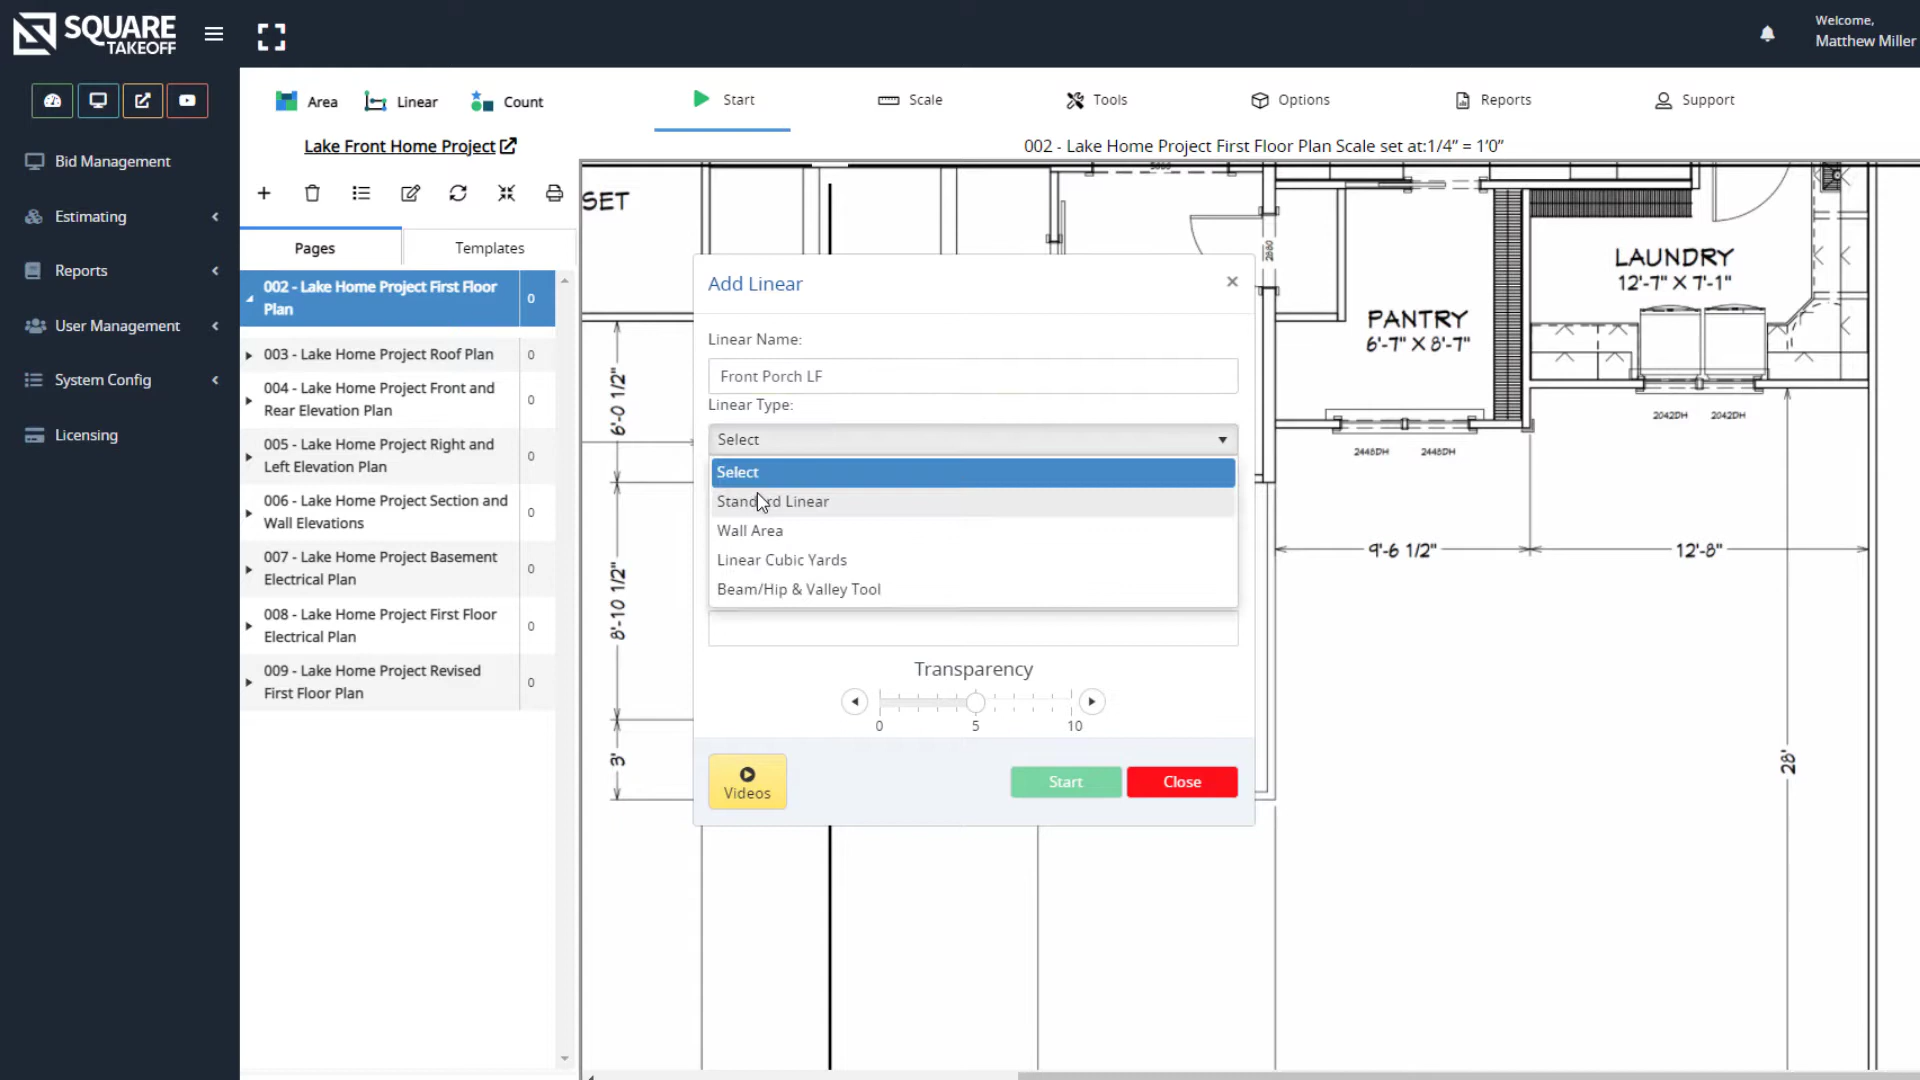 SQUARE
TAKEOFF
Welcome,
Matthew Miller
Bid Management
Estimating
Reports
User Management
System Config
Licensing
Area
Linear
Count
Start
Scale
Tools
Options
Reports
Support
Lake Front Home Project
002 - Lake Home Project First Floor Plan Scale set at:1/4” = 1’0”
Pages
Templates
002 - Lake Home Project First Floor
Plan
0
003 - Lake Home Project Roof Plan
0
004 - Lake Home Project Front and
Rear Elevation Plan
0
005 - Lake Home Project Right and
Left Elevation Plan
0
006 - Lake Home Project Section and
Wall Elevations
0
007 - Lake Home Project Basement
Electrical Plan
0
008 - Lake Home Project First Floor
Electrical Plan
0
009 - Lake Home Project Revised
First Floor Plan
0
SET
6'-0 1/2"
8'-10 1/2"
3'
Add Linear
Linear Name:
Front Porch LF
Linear Type:
Select
Select
Standard Linear
Wall Area
Linear Cubic Yards
Beam/Hip & Valley Tool
Transparency
0
5
10
Videos
Start
Close
2880
PANTRY
6'-7" X 8'-7"
LAUNDRY
12'-7" X 7'-1"
2448DH
2448DH
2042DH
2042DH
9'-6 1/2"
12'-8"
28'